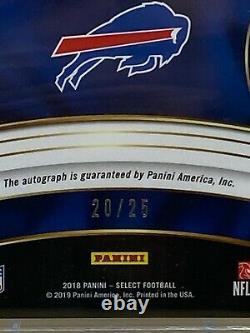 The autograph is guaranteed by Panini America, Inc.
20/25
PANINI
2018 PANINI – SELECT FOOTBALL
© 2019 Panini America, Inc. Printed in the USA.
NFL